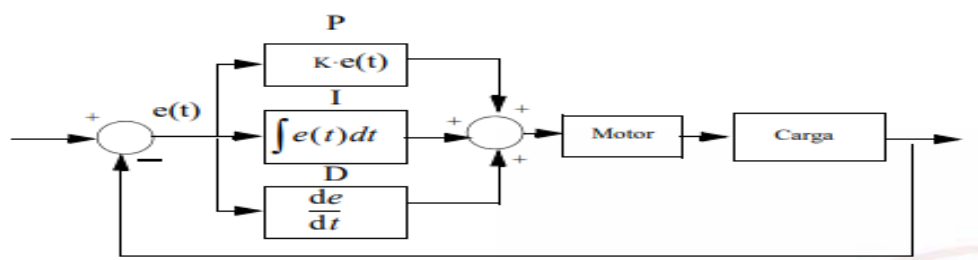 P
K·e(t)
+
e(t)
−
I
∫ e(t)dt
D
de
dt
+
+
+
Motor
Carga